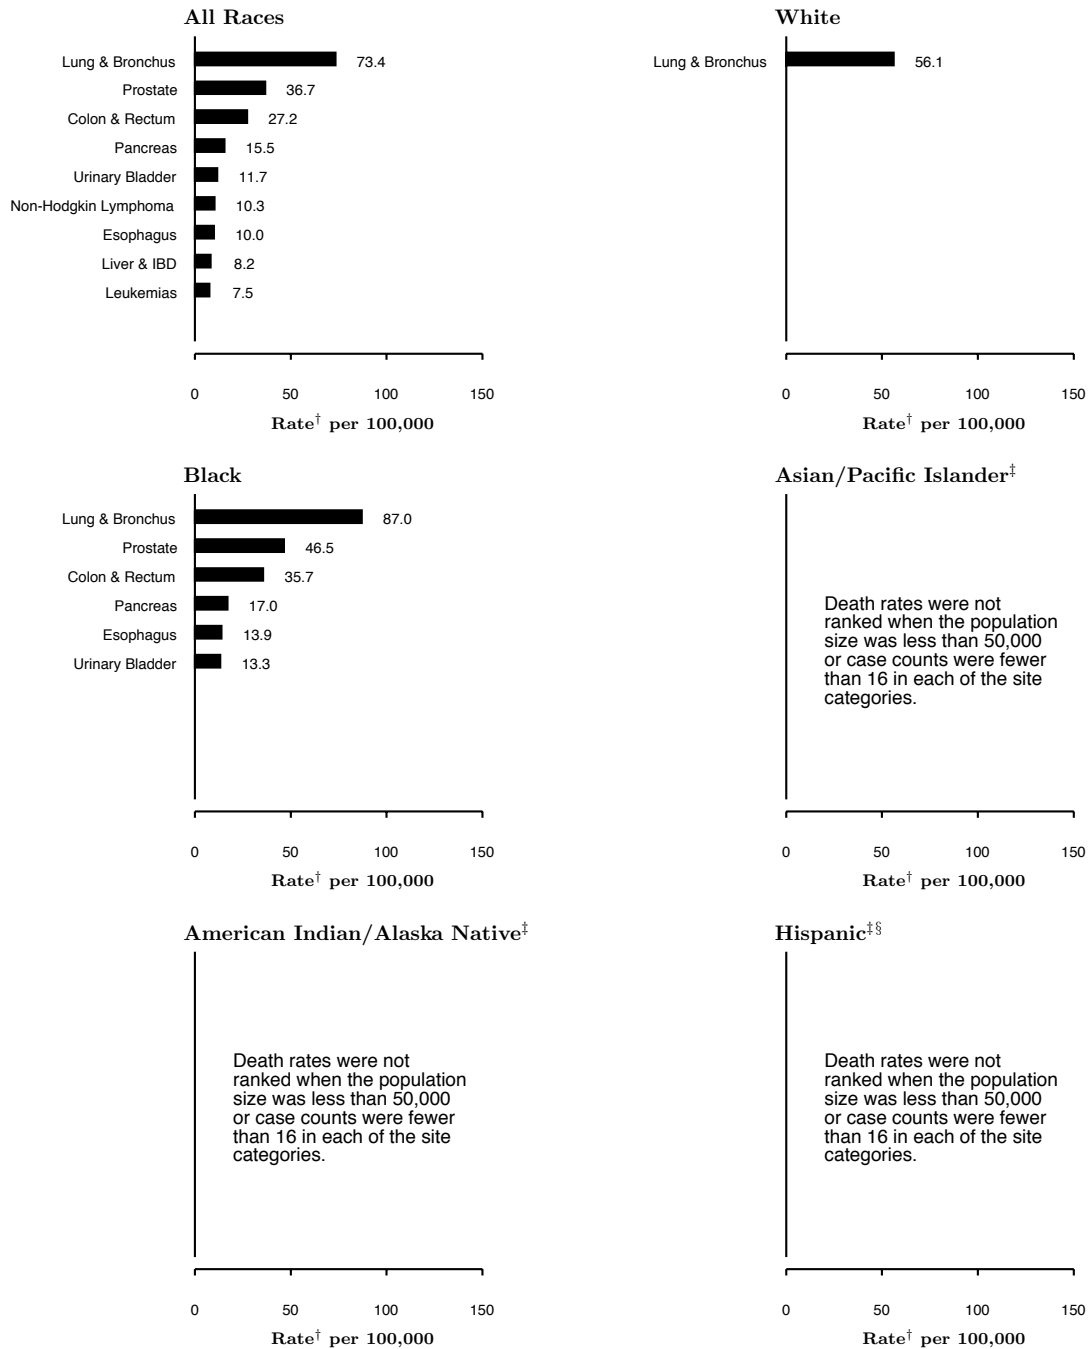 All Races
Lung & Bronchus 73.4
Prostate 36.7
Colon & Rectum 27.2
Pancreas 15.5
Urinary Bladder 11.7
Non-Hodgkin Lymphoma 10.3
Esophagus 10.0
Liver & IBD 8.2
Leukemias 7.5
0 50 100 150
Rate† per 100,000
White
Lung & Bronchus 56.1
0 50 100 150
Rate† per 100,000
Black
Lung & Bronchus 87.0
Prostate 46.5
Colon & Rectum 35.7
Pancreas 17.0
Esophagus 13.9
Urinary Bladder 13.3
0 50 100 150
Rate† per 100,000
Asian/Pacific Islander‡
Death rates were not
ranked when the population
size was less than 50,000
or case counts were fewer
than 16 in each of the site
categories.
0 50 100 150
Rate† per 100,000
American Indian/Alaska Native‡
Death rates were not
ranked when the population
size was less than 50,000
or case counts were fewer
than 16 in each of the site
categories.
0 50 100 150
Rate† per 100,000
Hispanic‡§
Death rates were not
ranked when the population
size was less than 50,000
or case counts were fewer
than 16 in each of the site
categories.
0 50 100 150
Rate† per 100,000